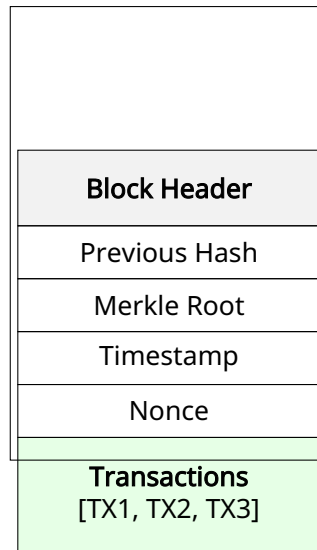 Block Header
Previous Hash
Merkle Root
Timestamp
Nonce
Transactions
[TX1, TX2, TX3]